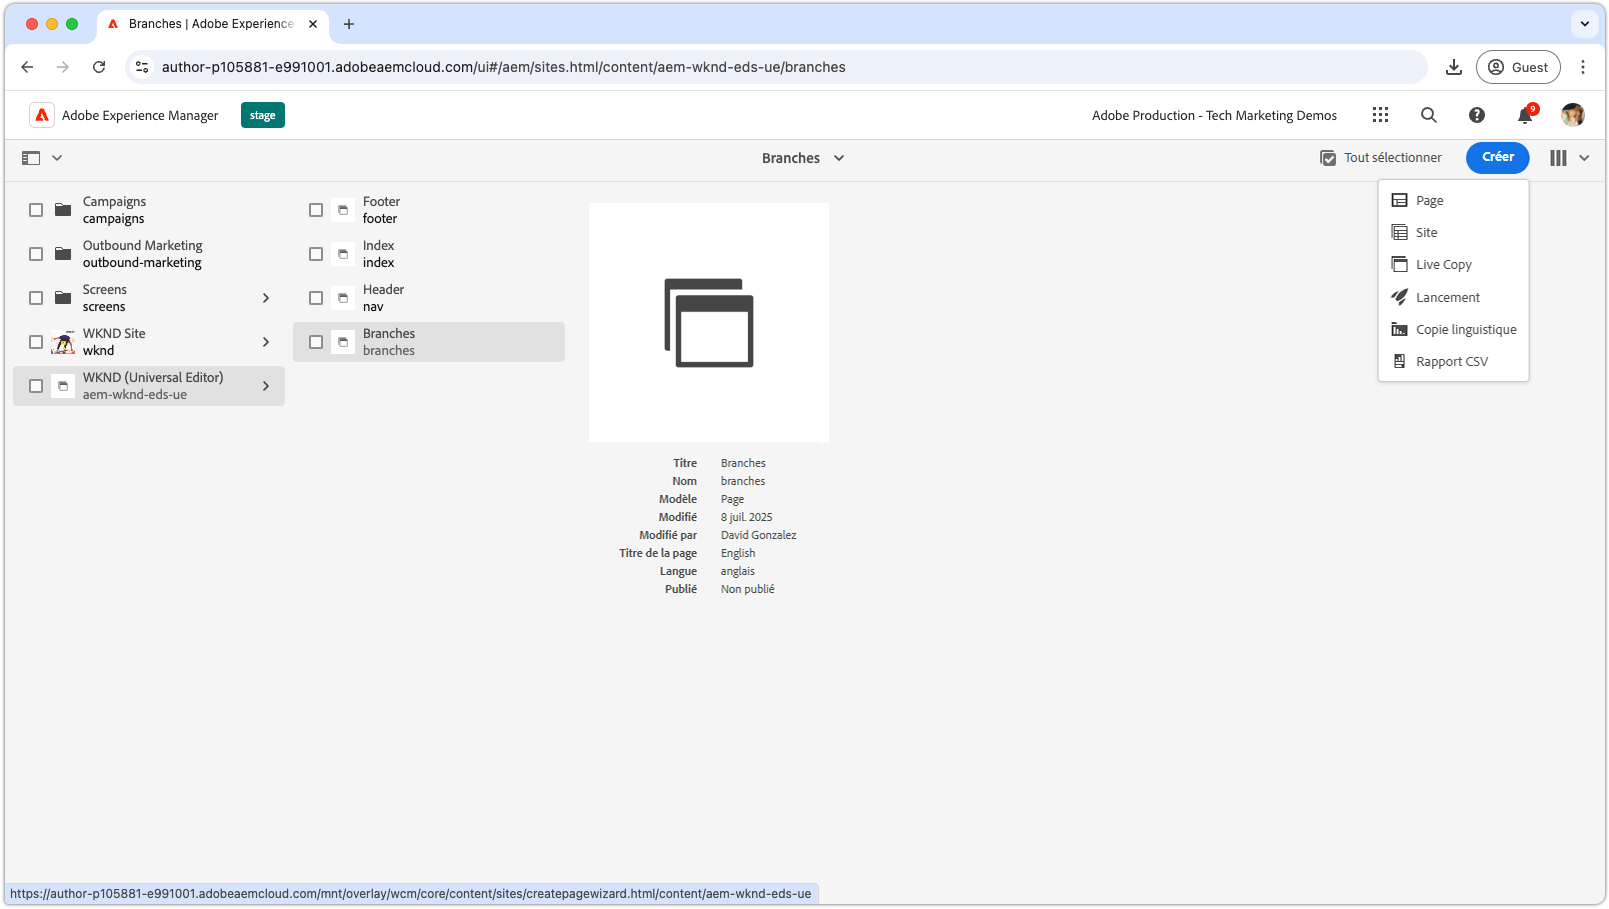 Branches | Adobe Experience
author-p105881-e991001.adobeaemcloud.com/ui#/aem/sites.html/content/aem-wknd-eds-ue/branches
Guest
Adobe Experience Manager
stage
Adobe Production - Tech Marketing Demos
9
Branches
Tout sélectionner
Créer
Campaigns
campaigns
Outbound Marketing
outbound-marketing
Screens
screens
WKND Site
wknd
WKND (Universal Editor)
aem-wknd-eds-ue
Footer
footer
Index
index
Header
nav
Branches
branches
Titre Branches
Nom branches
Modèle Page
Modifié 8 juil. 2025
Modifié par David Gonzalez
Titre de la page English
Langue anglais
Publié Non publié
Page
Site
Live Copy
Lancement
Copie linguistique
Rapport CSV
https://author-p105881-e991001.adobeaemcloud.com/mnt/overlay/wcm/core/content/sites/createpagewizard.html/content/aem-wknd-eds-ue